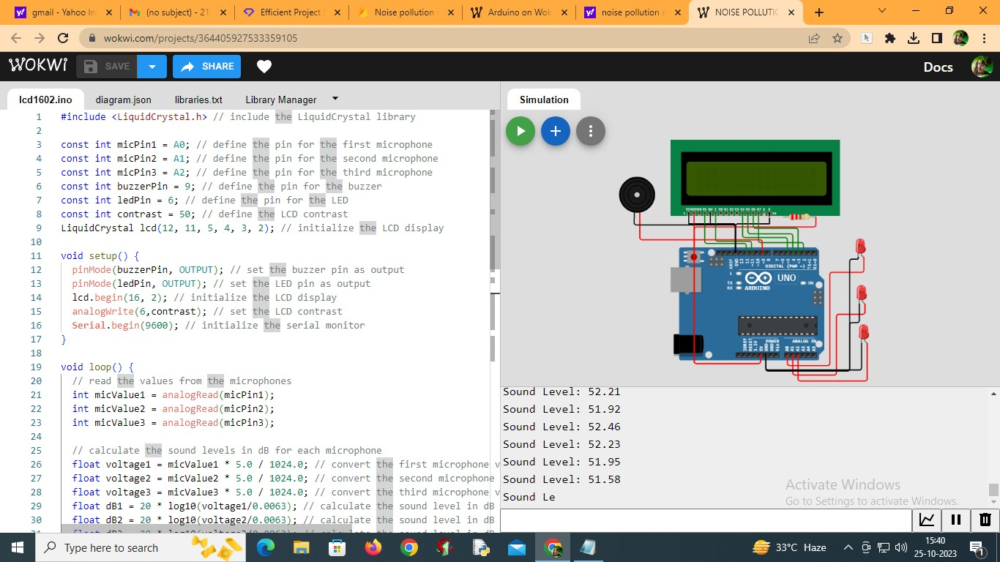 gmail - Yahoo In
(no subject) - 21
Efficient Project
Noise pollution
Arduino on Wok
noise pollution r
NOISE POLLUTIO
wokwi.com/projects/364405927533359105
WOKWI
SAVE
SHARE
Docs
lcd1602.ino
diagram.json
libraries.txt
Library Manager
Simulation
1 #include <LiquidCrystal.h> // include the LiquidCrystal library
2
3 const int micPin1 = A0; // define the pin for the first microphone
4 const int micPin2 = A1; // define the pin for the second microphone
5 const int micPin3 = A2; // define the pin for the third microphone
6 const int buzzerPin = 9; // define the pin for the buzzer
7 const int ledPin = 6; // define the pin for the LED
8 const int contrast = 50; // define the LCD contrast
9 LiquidCrystal lcd(12, 11, 5, 4, 3, 2); // initialize the LCD display
10
11 void setup() {
12 pinMode(buzzerPin, OUTPUT); // set the buzzer pin as output
13 pinMode(ledPin, OUTPUT); // set the LED pin as output
14 lcd.begin(16, 2); // initialize the LCD display
15 analogWrite(6,contrast); // set the LCD contrast
16 Serial.begin(9600); // initialize the serial monitor
17 }
18
19 void loop() {
20 // read the values from the microphones
21 int micValue1 = analogRead(micPin1);
22 int micValue2 = analogRead(micPin2);
23 int micValue3 = analogRead(micPin3);
24
25 // calculate the sound levels in dB for each microphone
26 float voltage1 = micValue1 * 5.0 / 1024.0; // convert the first microphone v
27 float voltage2 = micValue2 * 5.0 / 1024.0; // convert the second microphone
28 float voltage3 = micValue3 * 5.0 / 1024.0; // convert the third microphone v
29 float dB1 = 20 * log10(voltage1/0.0063); // calculate the sound level in dB
30 float dB2 = 20 * log10(voltage2/0.0063); // calculate the sound level in dB
31 float dB3 = 20 * log10(voltage3/0.0063); // calculate the sound level in dB
DIGITAL (PWM ~)
UNO
ARDUINO
L
TX
RX
ON
POWER
ANALOG IN
Sound Level: 52.21
Sound Level: 51.92
Sound Level: 52.46
Sound Level: 52.23
Sound Level: 51.95
Sound Level: 51.58
Sound Le
Activate Windows
Go to Settings to activate Windows.
Type here to search
33°C Haze
15:40
25-10-2023
1